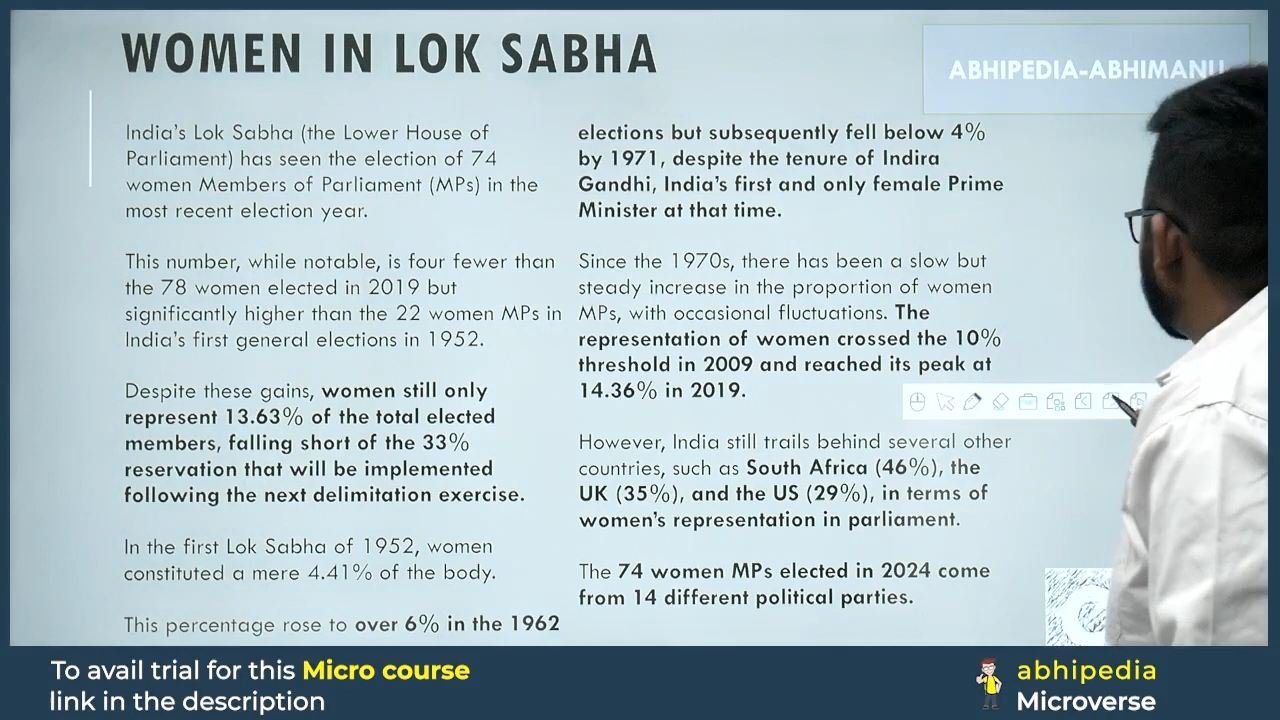 WOMEN IN LOK SABHA
ABHIPEDIA-ABHIMANU
India's Lok Sabha (the Lower House of
Parliament) has seen the election of 74
women Members of Parliament (MPs) in the
most recent election year.
This number, while notable, is four fewer than
the 78 women elected in 2019 but
significantly higher than the 22 women MPs in
India's first general elections in 1952.
Despite these gains, women still only
represent 13.63% of the total elected
members, falling short of the 33%
reservation that will be implemented
following the next delimitation exercise.
In the first Lok Sabha of 1952, women
constituted a mere 4.41% of the body.
This percentage rose to over 6% in the 1962
elections but subsequently fell below 4%
by 1971, despite the tenure of Indira
Gandhi, India's first and only female Prime
Minister at that time.
Since the 1970s, there has been a slow but
steady increase in the proportion of women
MPs, with occasional fluctuations. The
representation of women crossed the 10%
threshold in 2009 and reached its peak at
14.36% in 2019.
However, India still trails behind several other
countries, such as South Africa (46%), the
UK (35%), and the US (29%), in terms of
women's representation in parliament.
The 74 women MPs elected in 2024 come
from 14 different political parties.
To avail trial for this Micro course
link in the description
abhipedia
Microverse